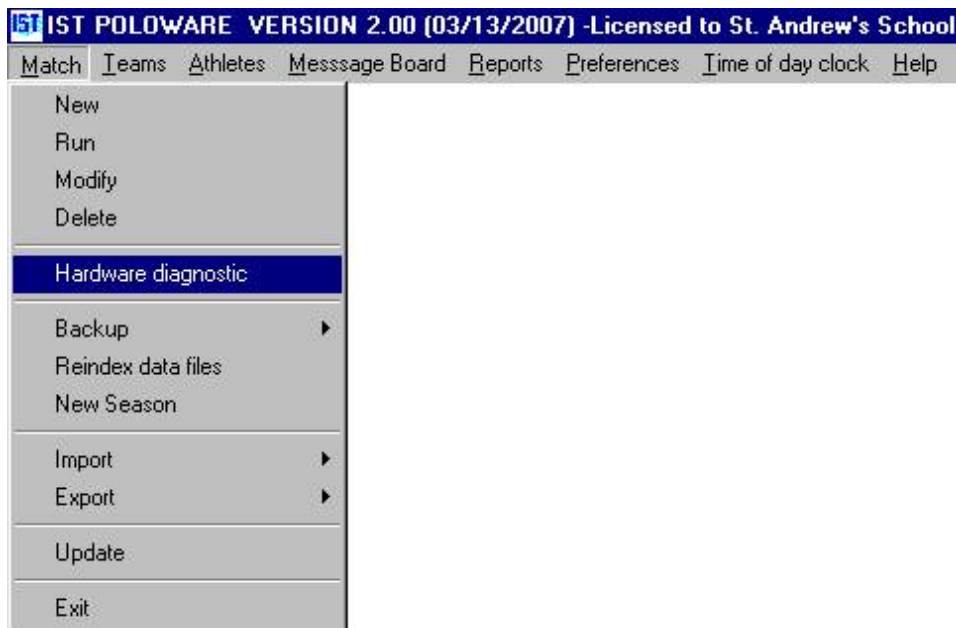 IST IST POLOWARE VERSION 2.00 (03/13/2007) -Licensed to St. Andrew's School
Match Teams Athletes Messsage Board Reports Preferences Time of day clock Help
New
Run
Modify
Delete
Hardware diagnostic
Backup
Reindex data files
New Season
Import
Export
Update
Exit